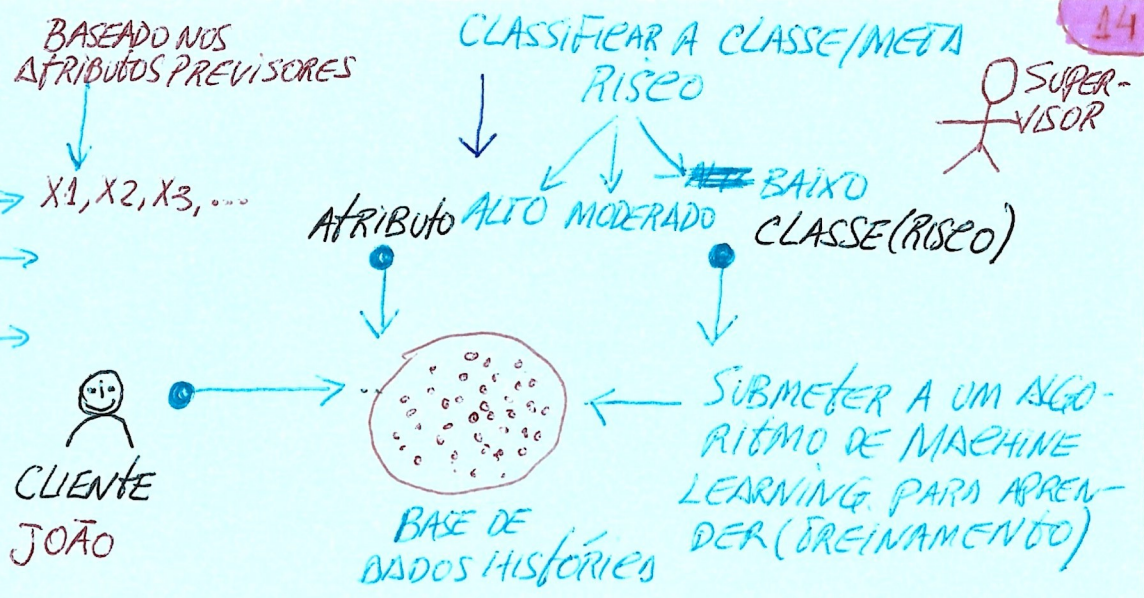 14
BASEADO NOS
ATRIBUTOS PREVISORES
X1, X2, X3, ...
CLASSIFICAR A CLASSE/META
RISCO
ALTO MODERADO BAIXO
SUPER-
VISOR
ATRIBUTO
CLASSE (RISCO)
CLIENTE
JOÃO
BASE DE
DADOS HISTÓRICA
SUBMETER A UM ALGO-
RITMO DE MACHINE
LEARNING PARA APREN-
DER (TREINAMENTO)